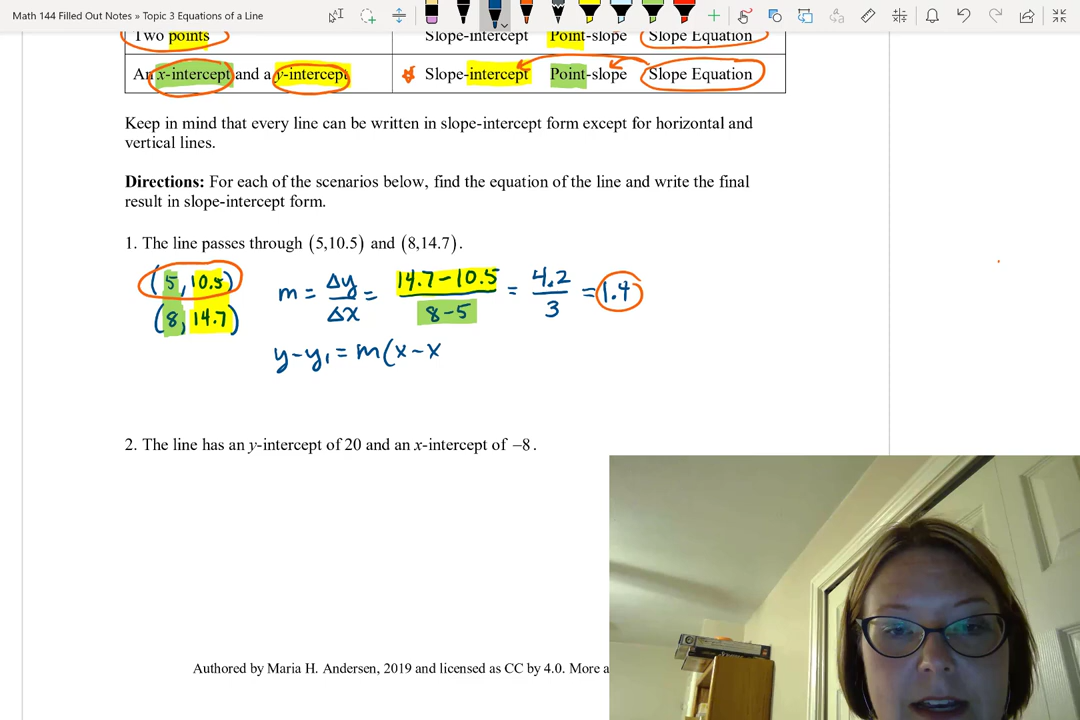 Math 144 Filled Out Notes » Topic 3 Equations of a Line
Two points Slope-intercept Point-slope Slope Equation
An x-intercept and a y-intercept Slope-intercept Point-slope Slope Equation
Keep in mind that every line can be written in slope-intercept form except for horizontal and
vertical lines.
Directions: For each of the scenarios below, find the equation of the line and write the final
result in slope-intercept form.
1. The line passes through (5,10.5) and (8,14.7).
(5,10.5)
(8,14.7)
m = Δy/Δx = 14.7-10.5/8-5 = 4.2/3 = 1.4
y-y₁ = m(x-x
2. The line has an y-intercept of 20 and an x-intercept of −8.
Authored by Maria H. Andersen, 2019 and licensed as CC by 4.0. More a